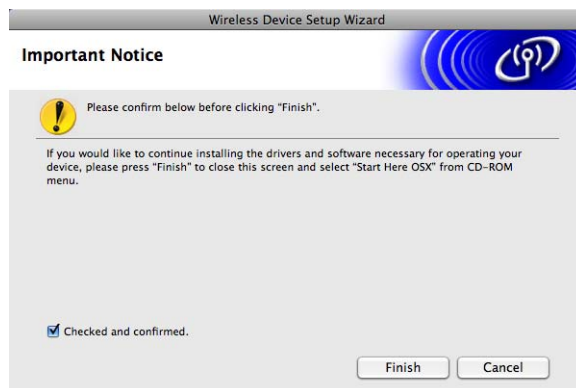 Wireless Device Setup Wizard
Important Notice
Please confirm below before clicking "Finish".
If you would like to continue installing the drivers and software necessary for operating your
device, please press "Finish" to close this screen and select "Start Here OSX" from CD-ROM
menu.
Checked and confirmed.
Finish
Cancel